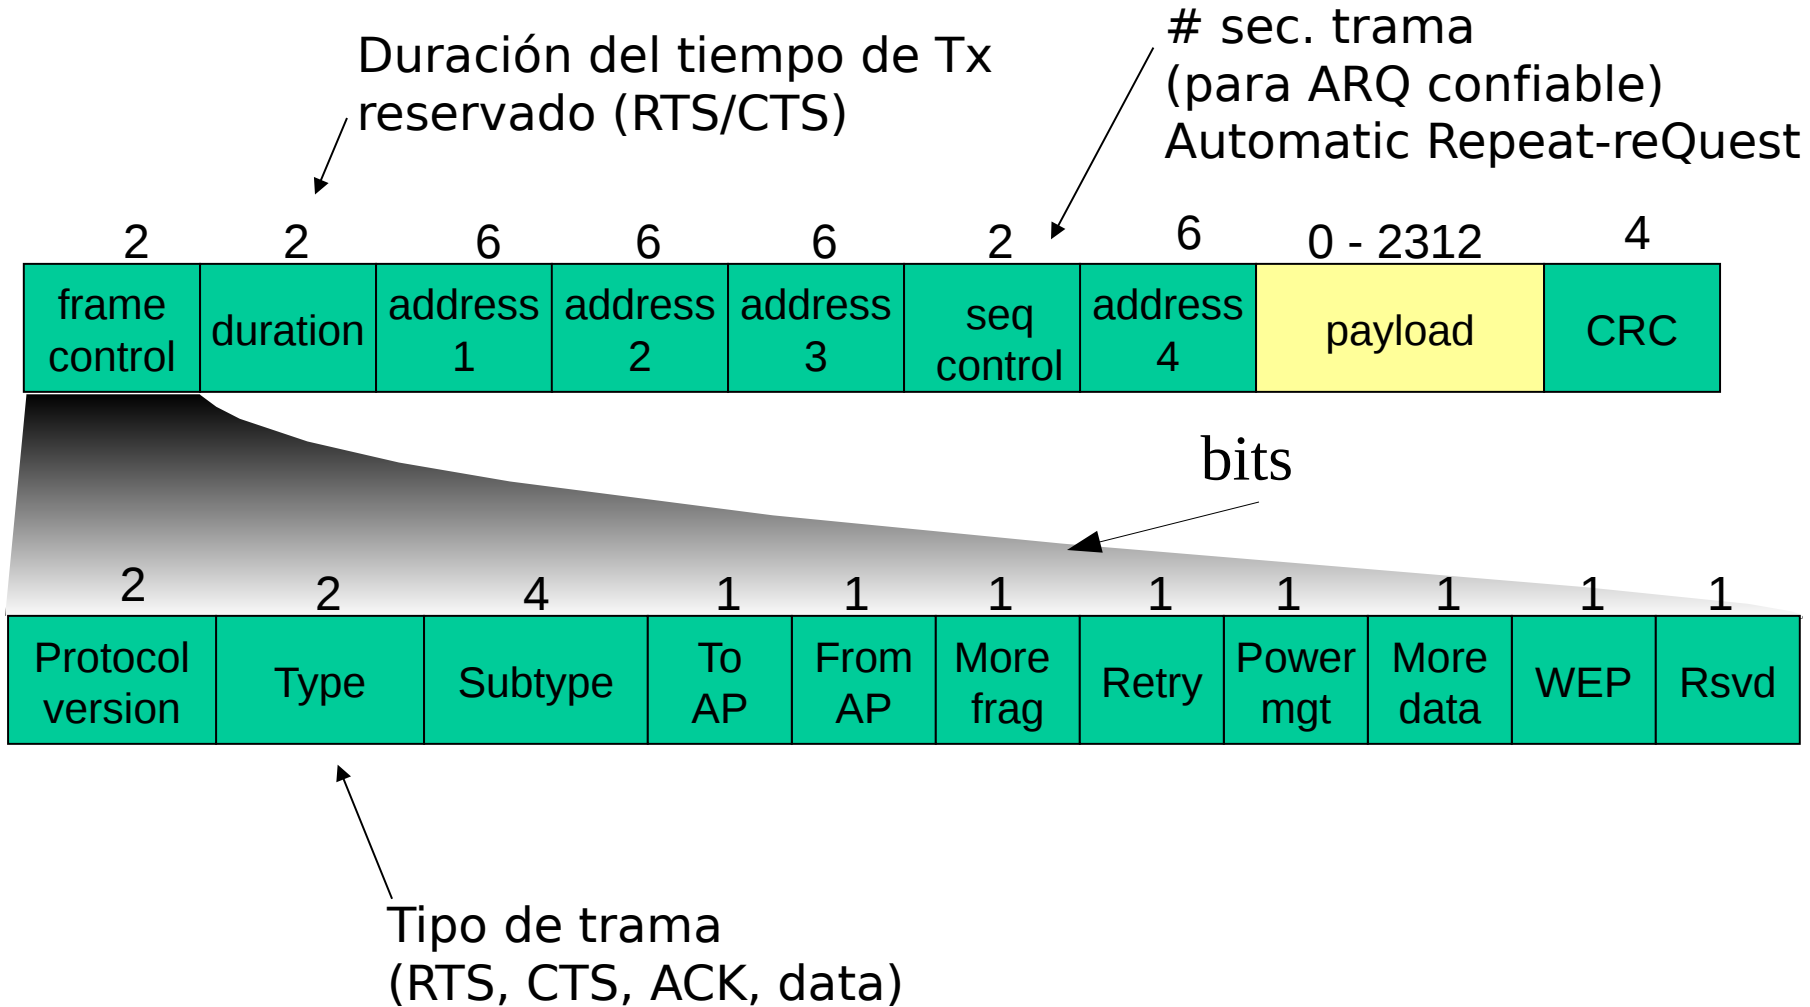 Duración del tiempo de Tx
reservado (RTS/CTS)
# sec. trama
(para ARQ confiable)
Automatic Repeat-reQuest
2 2 6 6 6 2 6 0 - 2312 4
frame control
duration
address 1
address 2
address 3
seq control
address 4
payload
CRC
bits
2 2 4 1 1 1 1 1 1 1 1
Protocol version
Type
Subtype
To AP
From AP
More frag
Retry
Power mgt
More data
WEP
Rsvd
Tipo de trama
(RTS, CTS, ACK, data)